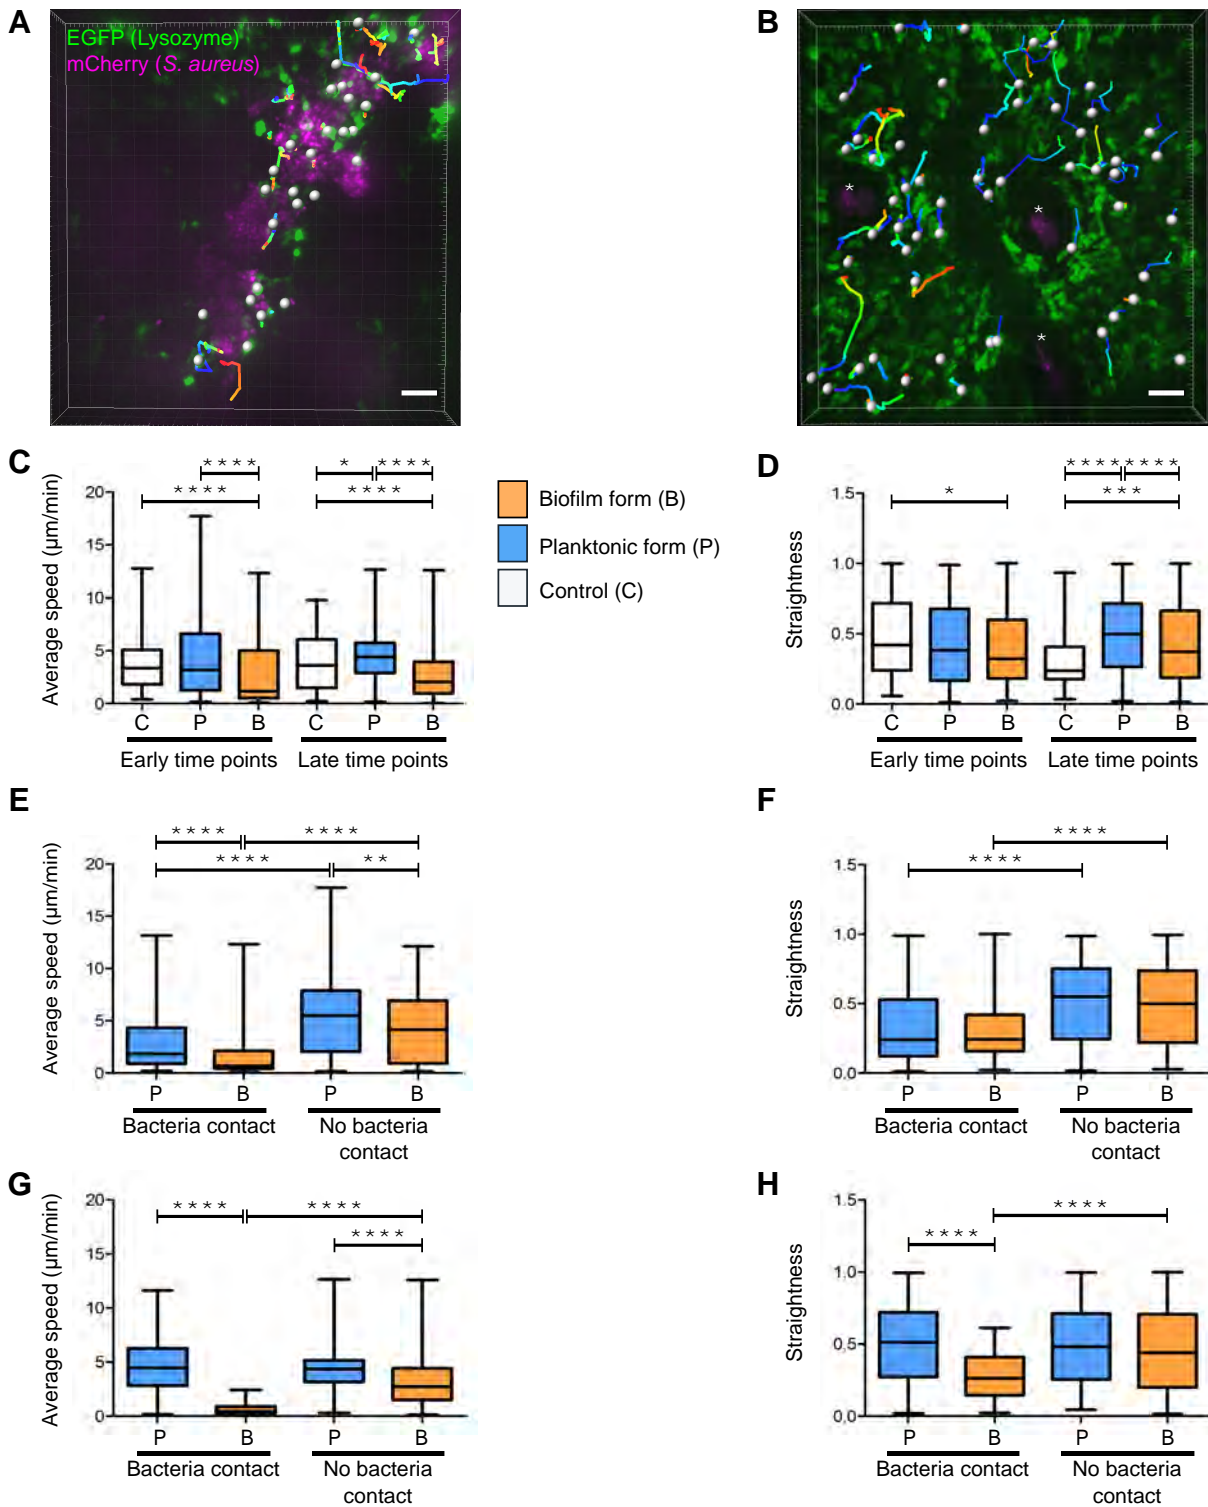 A
EGFP (Lysozyme)
mCherry (S. aureus)
B
*
*
*
C
Average speed (µm/min)
20
15
10
5
0
****
****
*
****
****
C P B C P B
Early time points Late time points
Biofilm form (B)
Planktonic form (P)
Control (C)
D
Straightness
1.5
1.0
0.5
0.0
*
****
****
***
C P B C P B
Early time points Late time points
E
Average speed (µm/min)
20
15
10
5
0
**** ****
**** **
P B P B
Bacteria contact No bacteria
contact
F
Straightness
1.5
1.0
0.5
0.0
****
****
P B P B
Bacteria contact No bacteria
contact
G
Average speed (µm/min)
20
15
10
5
0
**** ****
****
P B P B
Bacteria contact No bacteria
contact
H
Straightness
1.5
1.0
0.5
0.0
****
****
P B P B
Bacteria contact No bacteria
contact